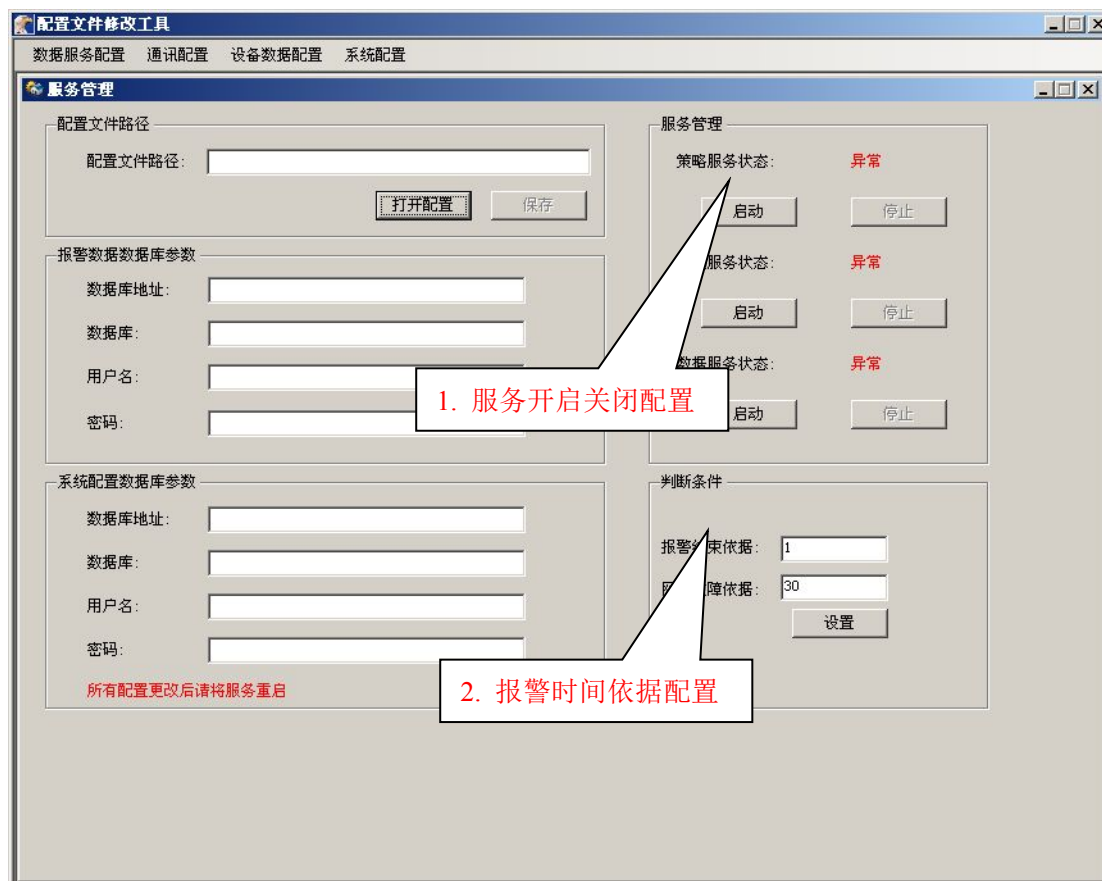 配置文件修改工具
数据服务配置 通讯配置 设备数据配置 系统配置
服务管理
配置文件路径
配置文件路径:
打开配置 保存
报警数据数据库参数
数据库地址:
数据库:
用户名:
密码:
系统配置数据库参数
数据库地址:
数据库:
用户名:
密码:
所有配置更改后请将服务重启
服务管理
策略服务状态: 异常
启动 停止
服务状态: 异常
启动 停止
数据服务状态: 异常
启动 停止
判断条件
报警 束依据: 1
障依据: 30
设置
1. 服务开启关闭配置
2. 报警时间依据配置